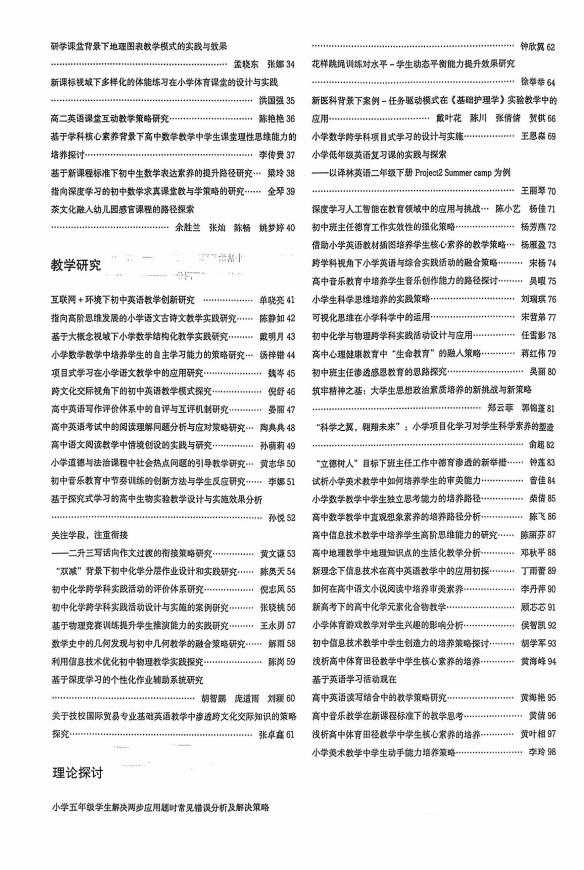 研学课堂背景下地理图表教学模式的实践与效果
………………………………………… 孟晓东 张娜 34
新课标视域下多样化的体能练习在小学体育课堂的设计与实践
………………………………………………… 洪国强 35
高二英语课堂互动教学策略研究………………… 陈艳艳 36
基于学科核心素养背景下高中数学教学中学生课堂理性思维能力的
培养探讨………………………………………… 李传贵 37
基于新课程标准下初中生数学表达素养的提升路径研究… 梁玲 38
指向深度学习的初中数学求真课堂教与学策略的研究…… 全琴 39
茶文化融入幼儿园感官课程的路径探索
………………………… 余胜兰 张灿 陈畅 姚梦婷 40
教学研究
互联网+环境下初中英语教学创新研究 ……………… 单晓亮 41
指向高阶思维发展的小学语文古诗文教学实践研究…… 陈静如 42
基于大概念视域下小学数学结构化教学实践研究……… 戴明月 43
小学数学教学中培养学生的自主学习能力的策略研究… 汤梓锴 44
项目式学习在小学语文教学中的应用研究……………… 魏岑 45
跨文化交际视角下的初中英语教学模式探究…………… 倪舒 46
高中英语写作评价体系中的自评与互评机制研究……… 晏丽 47
高中英语考试中的阅读理解问题分析与应对策略研究… 陶典典 48
高中语文阅读教学中情境创设的实践与研究…………… 孙萌莉 49
小学道德与法治课程中社会热点问题的引导教学研究… 黄志华 50
初中音乐教育中节奏训练的创新方法与学生反应研究… 李娜 51
基于探究式学习的高中生物实验教学设计与实施效果分析
………………………………………………… 孙悦 52
关注学段，注重衔接
——二升三写话向作文过渡的衔接策略研究………… 黄文谦 53
“双减”背景下初中化学分层作业设计和实践研究…… 陈奥天 54
初中化学跨学科实践活动的评价体系研究……………… 倪志凤 55
初中化学跨学科实践活动设计与实施的案例研究……… 张晓桃 56
基于物理竞赛训练提升学生推演能力的实践研究……… 王永男 57
数学史中的几何发现与初中几何教学的融合策略研究… 解雨 58
利用信息技术优化初中物理教学实践探究……………… 陈岗 59
基于深度学习的个性化作业辅助系统研究
……………………………… 胡智鹏 庞适雨 刘颖 60
关于技校国际贸易专业基础英语教学中渗透跨文化交际知识的策略
探究……………………………………………… 张卓鑫 61
理论探讨
小学五年级学生解决两步应用题时常见错误分析及解决策略
………………………………………………… 钟欣翼 62
花样跳绳训练对水平一学生动态平衡能力提升效果研究
………………………………………………… 徐举举 64
新医科背景下案例-任务驱动模式在《基础护理学》实验教学中的
应用………………… 戴叶花 陈川 张倩倩 贺棋 66
小学数学跨学科项目式学习的设计与实施……………… 王恩淼 69
小学低年级英语复习课的实践与探索
——以译林英语二年级下册 Project2 Summer camp 为例
………………………………………………… 王丽琴 70
深度学习人工智能在教育领域中的应用与挑战… 陈小艺 杨佳 71
初中班主任德育工作实效性的强化策略………………… 杨芳燕 72
借助小学英语教材插图培养学生核心素养的教学策略… 杨雁盈 73
跨学科视角下小学英语与综合实践活动的融合策略…… 宋杨 74
高中音乐教育中培养学生音乐创作能力的路径探讨…… 吴暇 75
小学生科学思维培养的实践策略………………………… 刘瑞琪 76
可视化思维在小学科学中的运用………………………… 宋曾弟 77
初中化学与物理跨学科实践活动设计与应用…………… 任雪影 78
高中心理健康教育中“生命教育”的融入策略………… 蒋红伟 79
初中班主任渗透感恩教育的思路探究…………………… 吴丽 80
筑牢精神之基：大学生思想政治素质培养的新挑战与新策略
……………………………………… 郑云菲 郭锦蓬 81
“科学之翼，翱翔未来”：小学项目化学习对学生科学素养的塑造
………………………………………………… 俞超 82
“立德树人”目标下班主任工作中德育渗透的新举措…… 钟莲 83
试析小学美术教学中如何培养学生的审美能力………… 曾佳 84
小学数学教学中学生独立思考能力的培养路径………… 柴倩 85
高中数学教学中直观想象素养的培养路径分析………… 陈飞 86
高中信息技术教学中学生高阶思维能力的研究…… 陈丽芬 87
高中地理教学中地理知识点的生活化教学分析………… 邓秋平 88
新理念下信息技术在高中英语教学中的应用初探……… 丁雨蕾 89
如何在高中语文小说阅读中培养审美素养……………… 李丹萍 90
新高考下的高中化学元素化合物教学…………………… 顾志芯 91
小学体育游戏教学对学生兴趣的影响分析……………… 侯智凯 92
初中信息技术教学中学生创造力的培养策略探讨……… 胡学军 93
浅析高中体育田径教学中学生核心素养的培养………… 黄海峰 94
基于英语学习活动观在
高中英语读写结合中的教学策略研究…………………… 黄海艳 95
高中音乐教学在新课程标准下的教学思考……………… 黄倩 96
浅析高中体育田径教学中学生核心素养的培养………… 黄叶相 97
小学美术教学中学生动手能力培养策略………………… 李玲 98